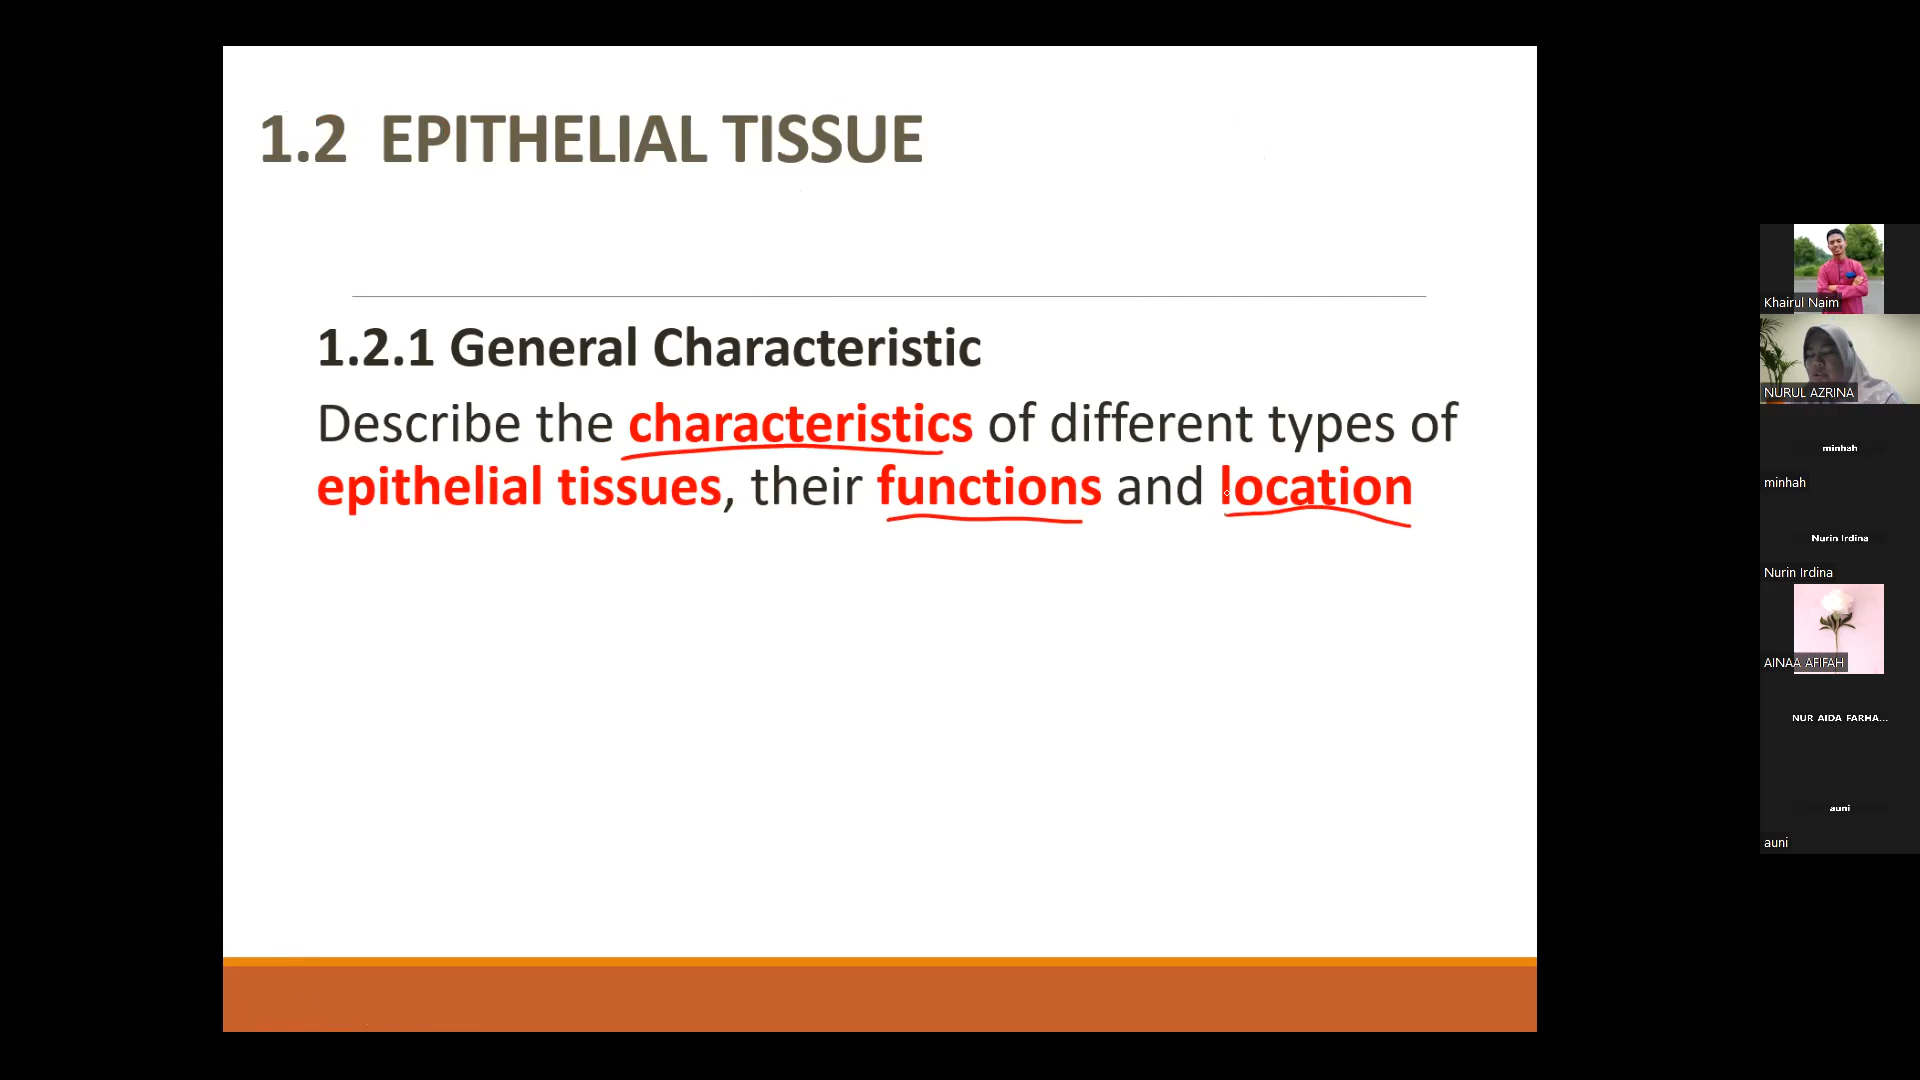 1.2 EPITHELIAL TISSUE
1.2.1 General Characteristic
Describe the characteristics of different types of
epithelial tissues, their functions and location
Khairul Naim
NURUL AZRINA
minhah
minhah
Nurin Irdina
Nurin Irdina
AINAA AFIFAH
NUR AIDA FARHA...
auni
auni